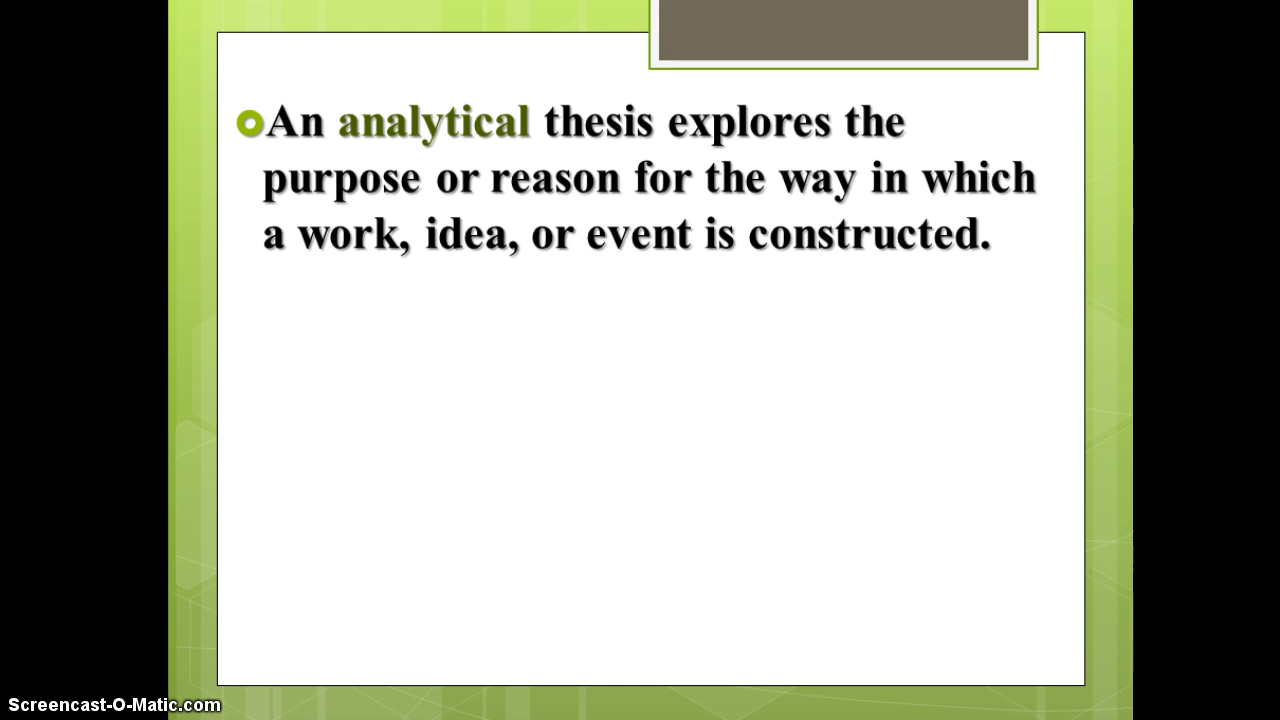 An analytical thesis explores the
purpose or reason for the way in which
a work, idea, or event is constructed.
Screencast-O-Matic.com